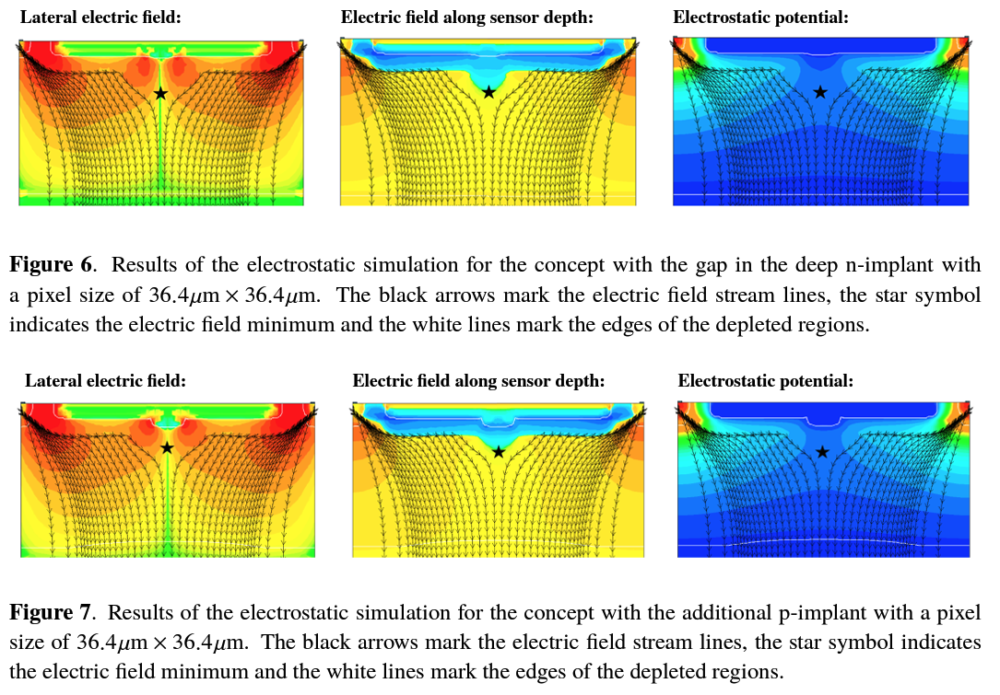 Lateral electric field: Electric field along sensor depth: Electrostatic potential:
Figure 6. Results of the electrostatic simulation for the concept with the gap in the deep n-implant with
a pixel size of 36.4μm × 36.4μm. The black arrows mark the electric field stream lines, the star symbol
indicates the electric field minimum and the white lines mark the edges of the depleted regions.
Lateral electric field: Electric field along sensor depth: Electrostatic potential:
Figure 7. Results of the electrostatic simulation for the concept with the additional p-implant with a pixel
size of 36.4μm × 36.4μm. The black arrows mark the electric field stream lines, the star symbol indicates
the electric field minimum and the white lines mark the edges of the depleted regions.